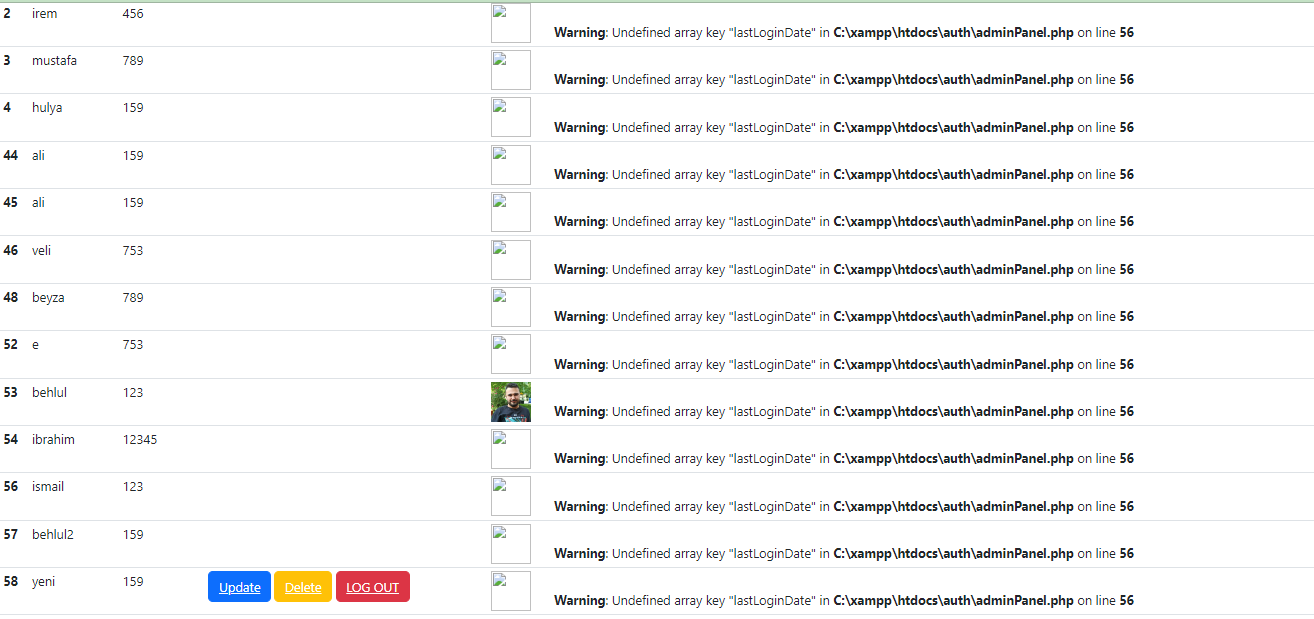 2 irem 456 Warning: Undefined array key "lastLoginDate" in C:\xampp\htdocs\auth\adminPanel.php on line 56
3 mustafa 789 Warning: Undefined array key "lastLoginDate" in C:\xampp\htdocs\auth\adminPanel.php on line 56
4 hulya 159 Warning: Undefined array key "lastLoginDate" in C:\xampp\htdocs\auth\adminPanel.php on line 56
44 ali 159 Warning: Undefined array key "lastLoginDate" in C:\xampp\htdocs\auth\adminPanel.php on line 56
45 ali 159 Warning: Undefined array key "lastLoginDate" in C:\xampp\htdocs\auth\adminPanel.php on line 56
46 veli 753 Warning: Undefined array key "lastLoginDate" in C:\xampp\htdocs\auth\adminPanel.php on line 56
48 beyza 789 Warning: Undefined array key "lastLoginDate" in C:\xampp\htdocs\auth\adminPanel.php on line 56
52 e 753 Warning: Undefined array key "lastLoginDate" in C:\xampp\htdocs\auth\adminPanel.php on line 56
53 behlul 123 Warning: Undefined array key "lastLoginDate" in C:\xampp\htdocs\auth\adminPanel.php on line 56
54 ibrahim 12345 Warning: Undefined array key "lastLoginDate" in C:\xampp\htdocs\auth\adminPanel.php on line 56
56 ismail 123 Warning: Undefined array key "lastLoginDate" in C:\xampp\htdocs\auth\adminPanel.php on line 56
57 behlul2 159 Warning: Undefined array key "lastLoginDate" in C:\xampp\htdocs\auth\adminPanel.php on line 56
58 yeni 159 Update Delete LOG OUT Warning: Undefined array key "lastLoginDate" in C:\xampp\htdocs\auth\adminPanel.php on line 56